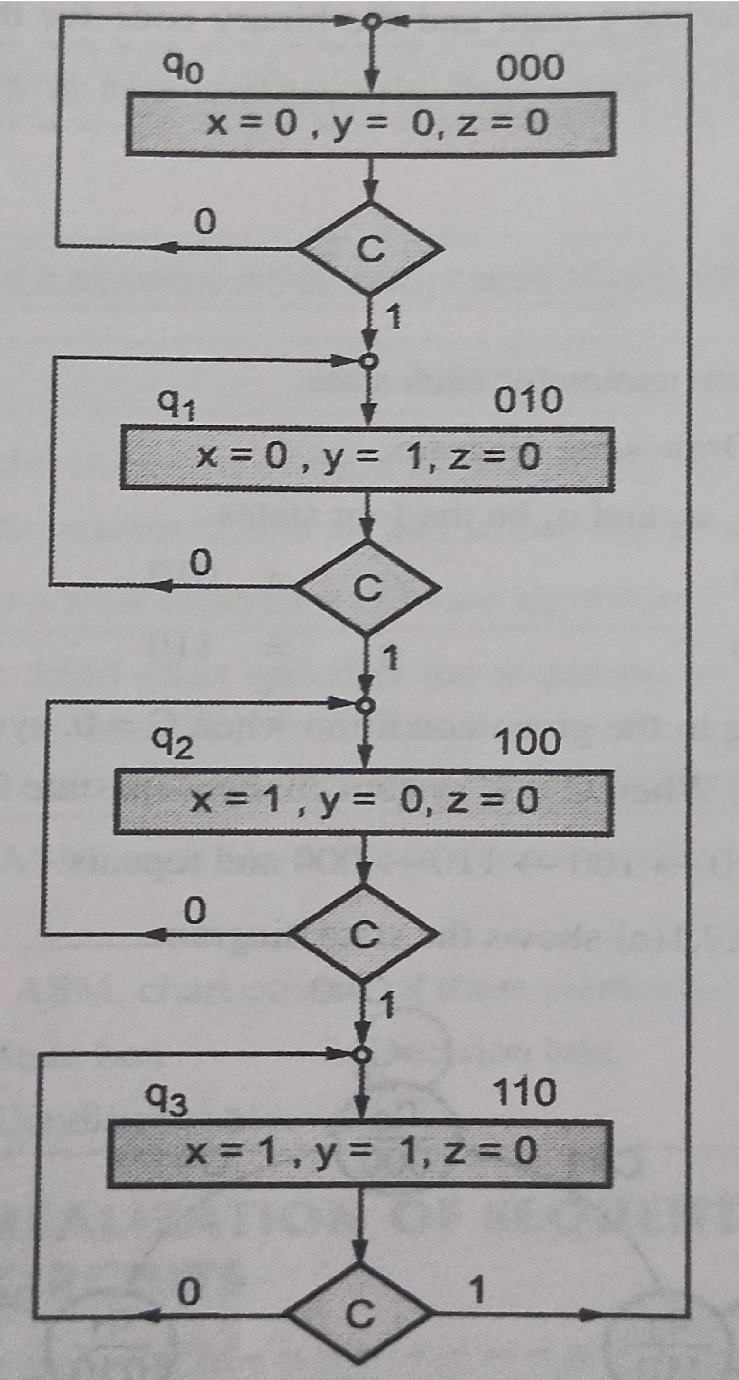 q0 000
x = 0 , y = 0, z = 0
0
C
1
q1 010
x = 0 , y = 1, z = 0
0
C
1
q2 100
x = 1 , y = 0, z = 0
0
C
1
q3 110
x = 1 , y = 1, z = 0
0 1
C